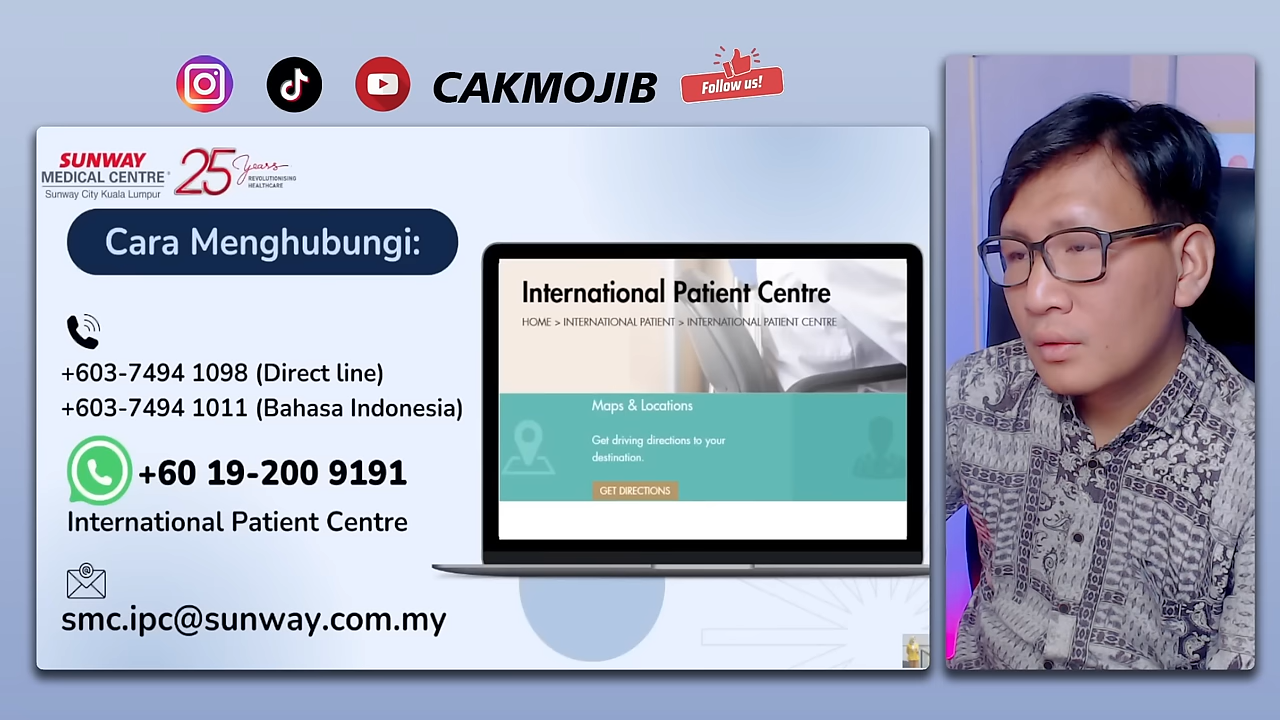 CAKMOJIB
Follow us!
SUNWAY
MEDICAL CENTRE
Sunway City Kuala Lumpur
25 Years
REVOLUTIONISING
HEALTHCARE
Cara Menghubungi:
+603-7494 1098 (Direct line)
+603-7494 1011 (Bahasa Indonesia)
+60 19-200 9191
International Patient Centre
smc.ipc@sunway.com.my
International Patient Centre
HOME > INTERNATIONAL PATIENT > INTERNATIONAL PATIENT CENTRE
Maps & Locations
Get driving directions to your
destination.
GET DIRECTIONS